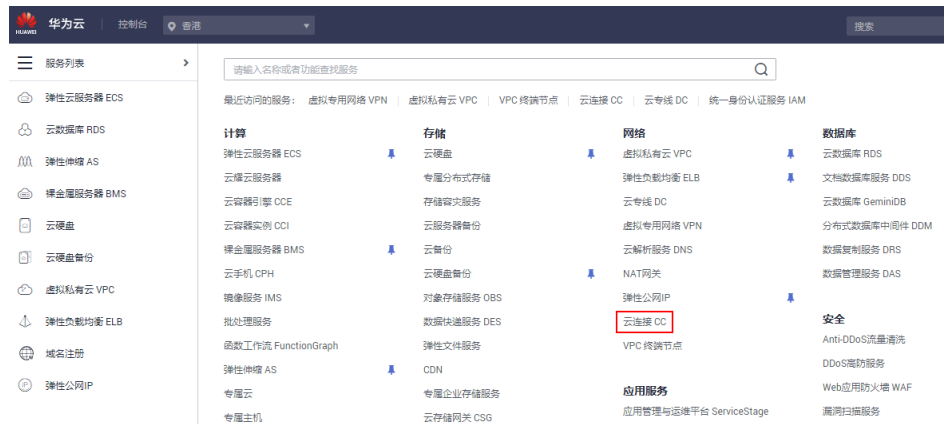 HUAWEI 华为云 控制台 香港 搜索
服务列表
弹性云服务器 ECS
云数据库 RDS
弹性伸缩 AS
裸金属服务器 BMS
云硬盘
云硬盘备份
虚拟私有云 VPC
弹性负载均衡 ELB
域名注册
弹性公网IP
请输入名称或者功能查找服务
最近访问的服务： 虚拟专用网络 VPN 虚拟私有云 VPC VPC 终端节点 云连接 CC 云专线 DC 统一身份认证服务 IAM
计算
弹性云服务器 ECS
云耀云服务器
云容器引擎 CCE
云容器实例 CCI
裸金属服务器 BMS
云手机 CPH
镜像服务 IMS
批处理服务
函数工作流 FunctionGraph
弹性伸缩 AS
专属云
专属主机
存储
云硬盘
专属分布式存储
存储容灾服务
云服务器备份
云备份
云硬盘备份
对象存储服务 OBS
数据快递服务 DES
弹性文件服务
CDN
专属企业存储服务
云存储网关 CSG
网络
虚拟私有云 VPC
弹性负载均衡 ELB
云专线 DC
虚拟专用网络 VPN
云解析服务 DNS
NAT网关
弹性公网IP
云连接 CC
VPC 终端节点
应用服务
应用管理与运维平台 ServiceStage
数据库
云数据库 RDS
文档数据库服务 DDS
云数据库 GeminiDB
分布式数据库中间件 DDM
数据复制服务 DRS
数据管理服务 DAS
安全
Anti-DDoS流量清洗
DDoS高防服务
Web应用防火墙 WAF
漏洞扫描服务